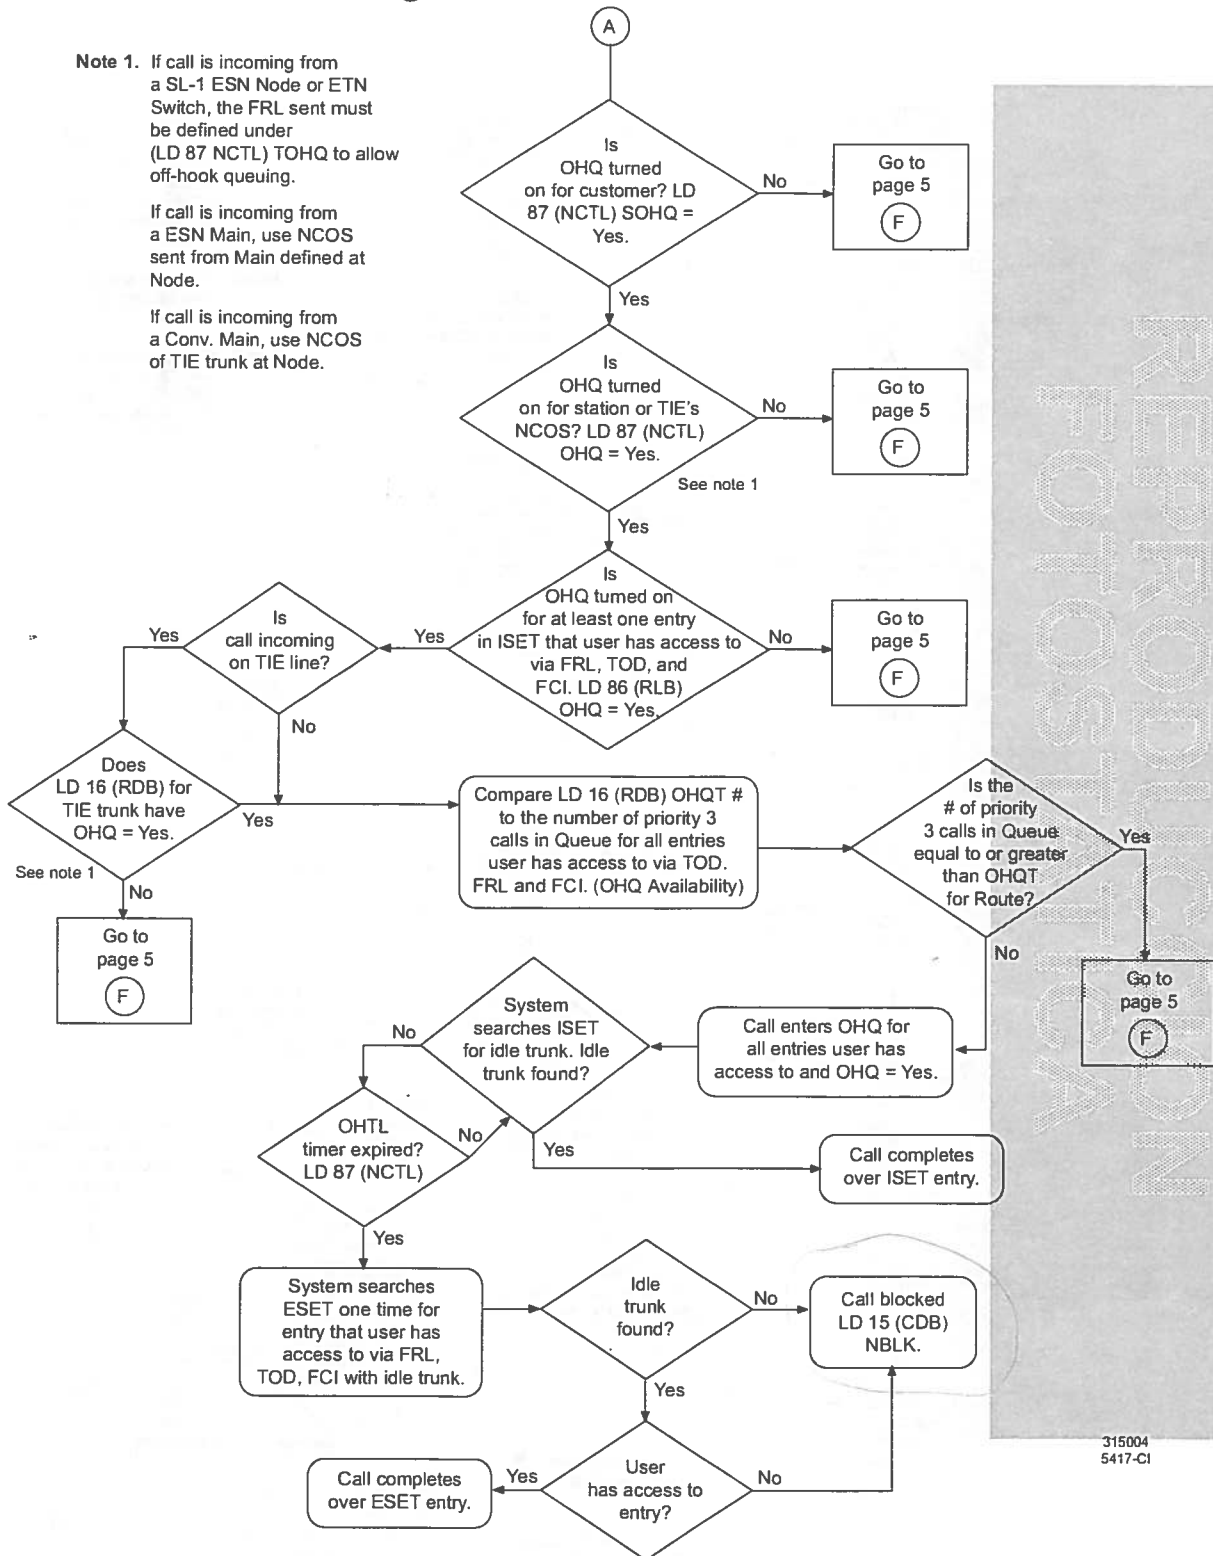 A
Note 1. If call is incoming from
a SL-1 ESN Node or ETN
Switch, the FRL sent must
be defined under
(LD 87 NCTL) TOHQ to allow
off-hook queuing.
If call is incoming from
a ESN Main, use NCOS
sent from Main defined at
Node.
If call is incoming from
a Conv. Main, use NCOS
of TIE trunk at Node.
Is
OHQ turned
on for customer? LD
87 (NCTL) SOHQ =
Yes.
No
Go to
page 5
F
Yes
Is
OHQ turned
on for station or TIE's
NCOS? LD 87 (NCTL)
OHQ = Yes.
No
Go to
page 5
F
See note 1
Yes
Is
OHQ turned on
for at least one entry
in ISET that user has access to
via FRL, TOD, and
FCI. LD 86 (RLB)
OHQ = Yes.
No
Go to
page 5
F
Yes
Is
call incoming
on TIE line?
Yes
No
Does
LD 16 (RDB) for
TIE trunk have
OHQ = Yes.
Yes
See note 1
No
Go to
page 5
F
Compare LD 16 (RDB) OHQT #
to the number of priority 3
calls in Queue for all entries
user has access to via TOD.
FRL and FCI. (OHQ Availability)
Is the
# of priority
3 calls in Queue
equal to or greater
than OHQT
for Route?
Yes
Go to
page 5
F
No
Call enters OHQ for
all entries user has
access to and OHQ = Yes.
System
searches ISET
for idle trunk. Idle
trunk found?
No
Yes
Call completes
over ISET entry.
OHTL
timer expired?
LD 87 (NCTL)
No
Yes
System searches
ESET one time for
entry that user has
access to via FRL,
TOD, FCI with idle trunk.
Idle
trunk
found?
No
Call blocked
LD 15 (CDB)
NBLK.
Yes
User
has access to
entry?
No
Yes
Call completes
over ESET entry.
REPRODUCCION
FOTOSTATICA
315004
5417-CI